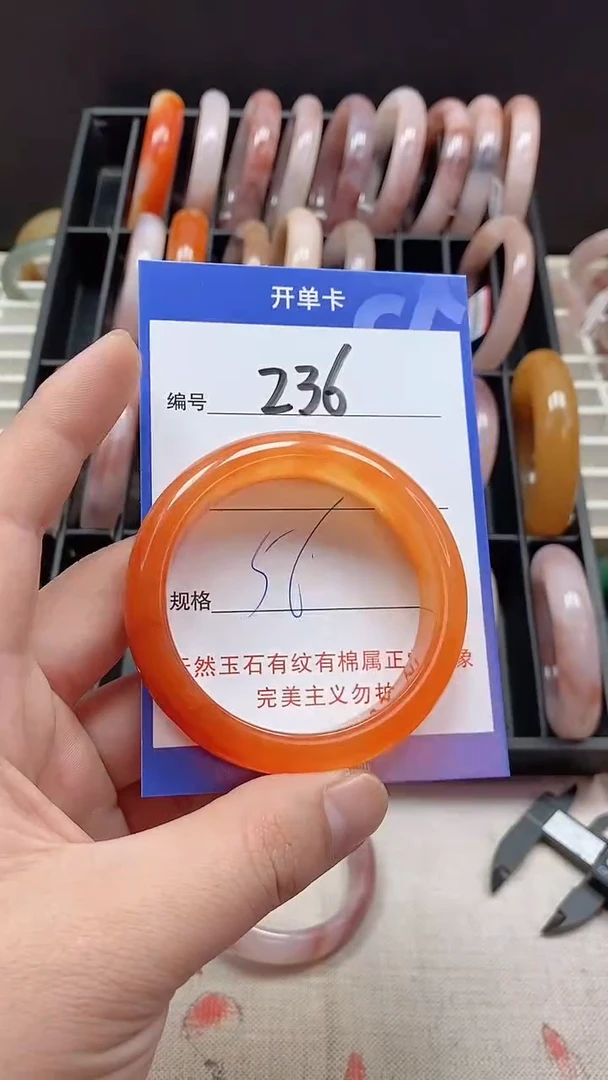 开单卡
编号 236
规格 56
天然玉石有纹有棉属正常现象
完美主义勿拍